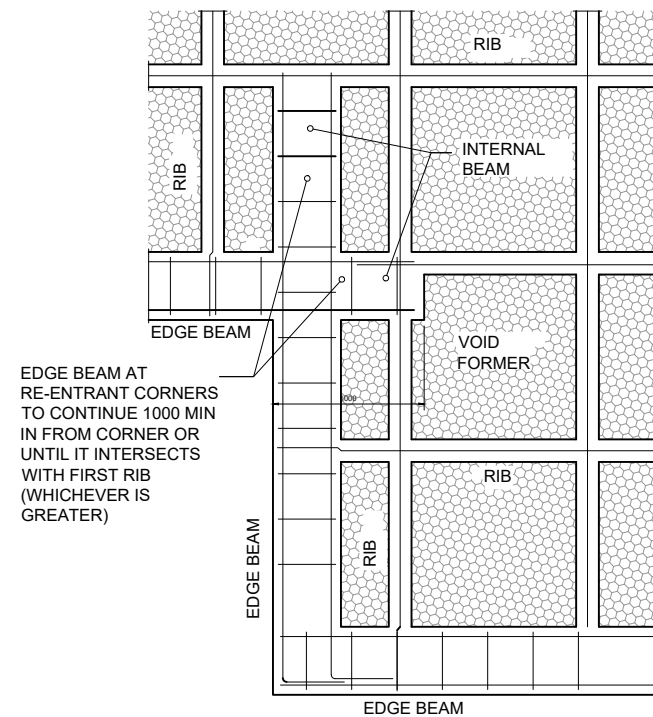 RIB
INTERNAL
BEAM
RIB
EDGE BEAM
VOID
FORMER
EDGE BEAM AT
RE-ENTRANT CORNERS
TO CONTINUE 1000 MIN
IN FROM CORNER OR
UNTIL IT INTERSECTS
WITH FIRST RIB
(WHICHEVER IS
GREATER)
RIB
RIB
EDGE BEAM
EDGE BEAM